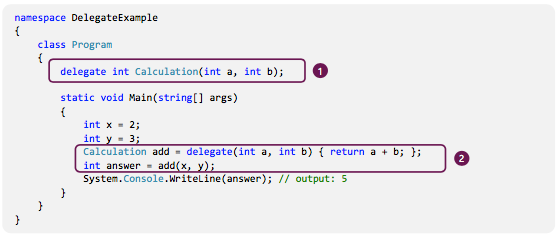 namespace DelegateExample
{
    class Program
    {
        delegate int Calculation(int a, int b); 1

        static void Main(string[] args)
        {
            int x = 2;
            int y = 3;
            Calculation add = delegate(int a, int b) { return a + b; };
            int answer = add(x, y); 2
            System.Console.WriteLine(answer); // output: 5
        }
    }
}